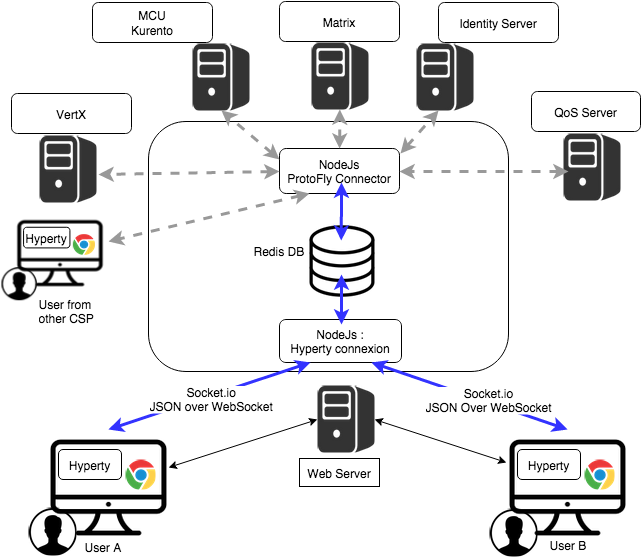 MCU
Kurento
Matrix
Identity Server
VertX
QoS Server
NodeJs
ProtoFly Connector
Hyperty
Redis DB
User from
other CSP
NodeJs :
Hyperty connexion
Socket.io
JSON over WebSocket
Socket.io
JSON Over WebSocket
Hyperty
Web Server
Hyperty
User A
User B